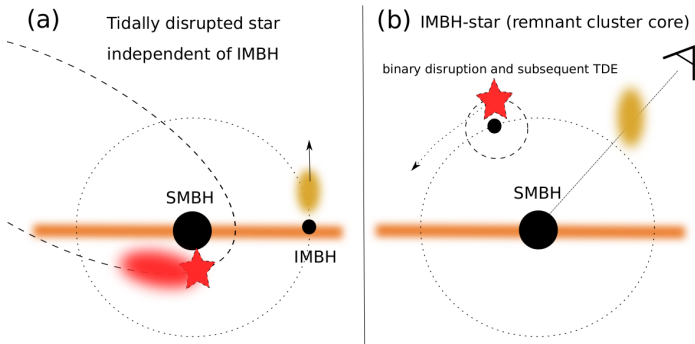 (a)
Tidally disrupted star
independent of IMBH
SMBH
IMBH
(b)
IMBH-star (remnant cluster core)
binary disruption and subsequent TDE
SMBH